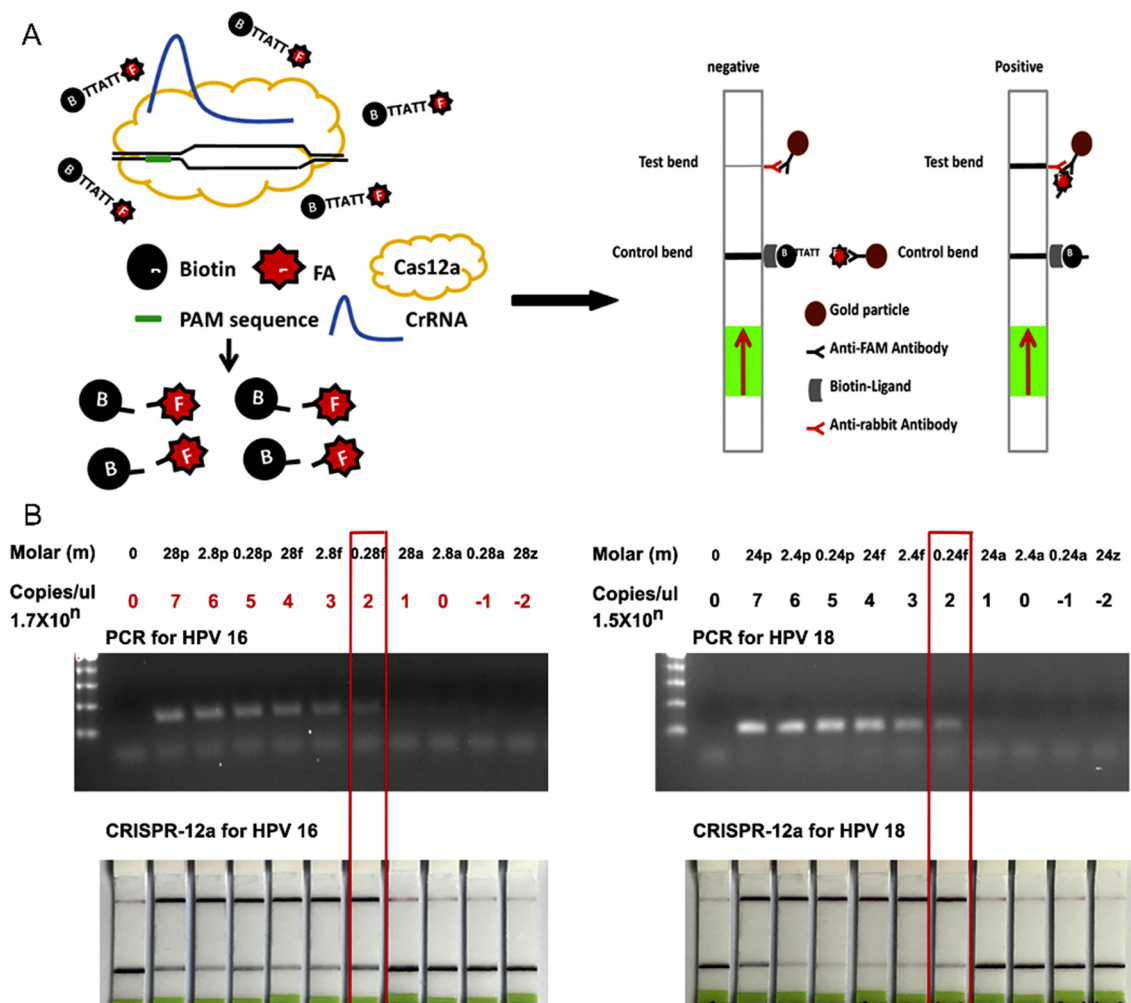 A
B TTATT F
B TTATT F
B TTATT F
B TTATT F
B TTATT F
Biotin
FA
Cas12a
PAM sequence
CrRNA
B F
B F
B F
B F
negative
Positive
Test bend
Test bend
Control bend
B TTATT
Control bend
B
Gold particle
Anti-FAM Antibody
Biotin-Ligand
Anti-rabbit Antibody
B
Molar (m) 0 28p 2.8p 0.28p 28f 2.8f 0.28f 28a 2.8a 0.28a 28z
Copies/ul 0 7 6 5 4 3 2 1 0 -1 -2
1.7X10n
PCR for HPV 16
CRISPR-12a for HPV 16
Molar (m) 0 24p 2.4p 0.24p 24f 2.4f 0.24f 24a 2.4a 0.24a 24z
Copies/ul 0 7 6 5 4 3 2 1 0 -1 -2
1.5X10n
PCR for HPV 18
CRISPR-12a for HPV 18